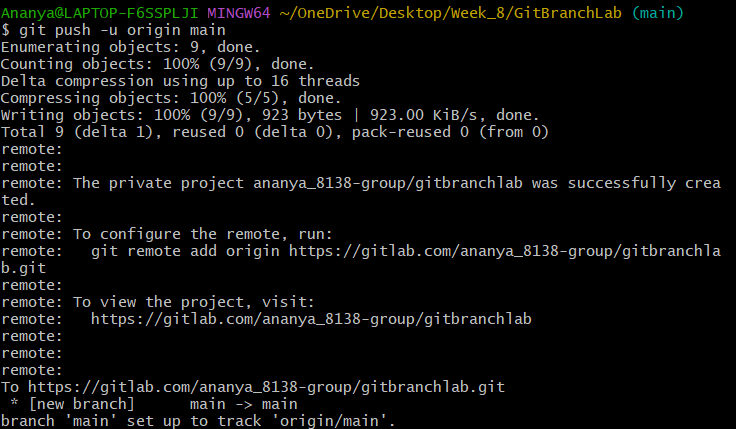 Ananya@LAPTOP-F6SSPLJI MINGW64 ~/OneDrive/Desktop/Week_8/GitBranchLab (main)
$ git push -u origin main
Enumerating objects: 9, done.
Counting objects: 100% (9/9), done.
Delta compression using up to 16 threads
Compressing objects: 100% (5/5), done.
Writing objects: 100% (9/9), 923 bytes | 923.00 KiB/s, done.
Total 9 (delta 1), reused 0 (delta 0), pack-reused 0 (from 0)
remote:
remote:
remote: The private project ananya_8138-group/gitbranchlab was successfully crea
ted.
remote:
remote: To configure the remote, run:
remote:   git remote add origin https://gitlab.com/ananya_8138-group/gitbranchla
b.git
remote:
remote: To view the project, visit:
remote:   https://gitlab.com/ananya_8138-group/gitbranchlab
remote:
remote:
remote:
To https://gitlab.com/ananya_8138-group/gitbranchlab.git
 * [new branch]      main -> main
branch 'main' set up to track 'origin/main'.